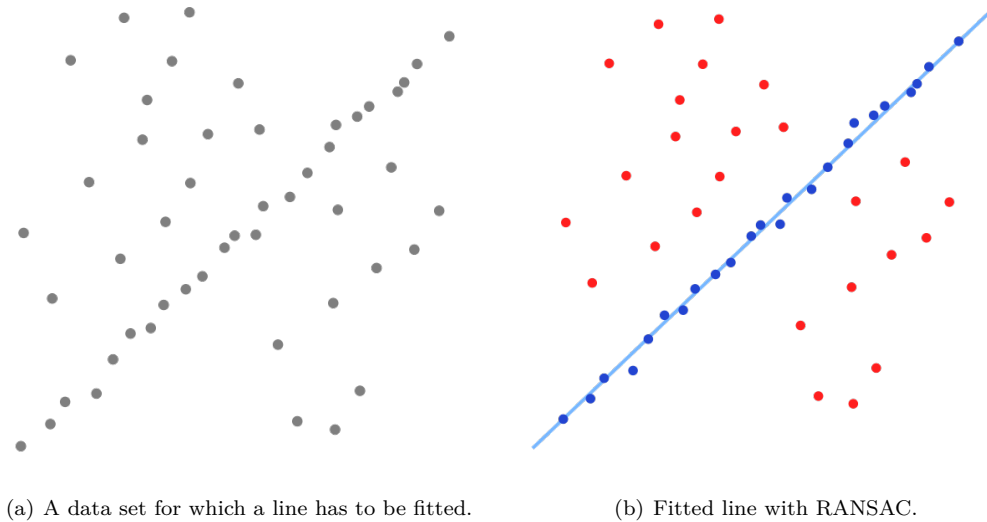 (a) A data set for which a line has to be fitted.
(b) Fitted line with RANSAC.